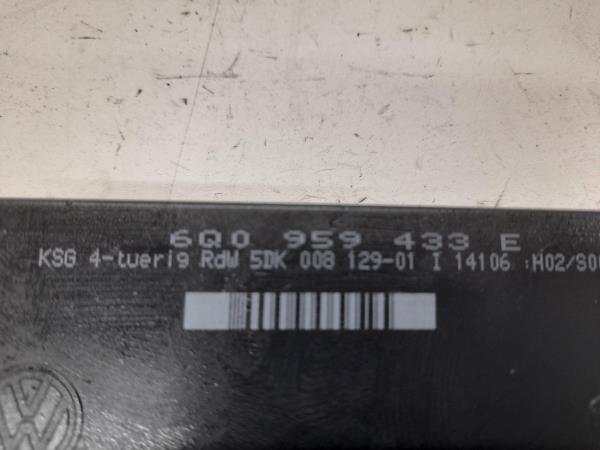 6Q0 959 433 E
KSG 4-tuerig RdW 5DK 008 129-01 I 14106 :H02/S0